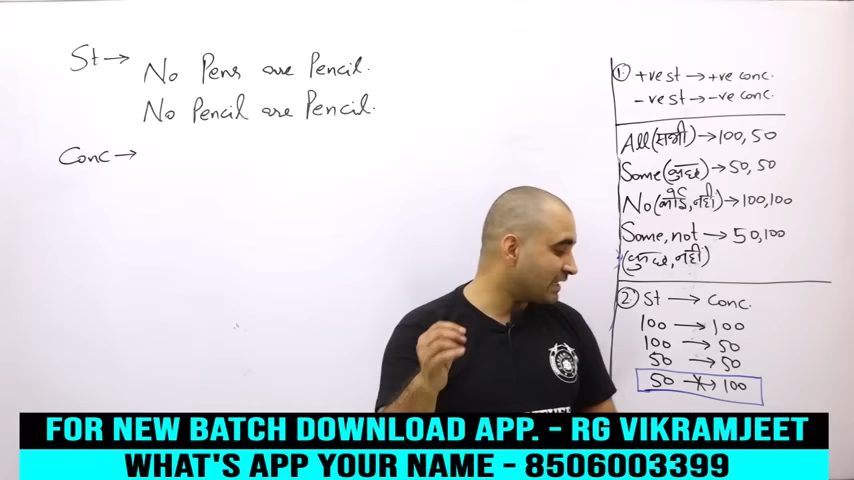 St → No Pens are Pencil.
No Pencil are Pencil.
Conc →
1. +ve st → +ve conc.
-ve st → -ve conc.
All (सभी) → 100, 50
Some (कुछ) → 50, 50
No (कोई, नहीं) → 100, 100
Some, not → 50, 100
(कुछ, नहीं)
2. St → Conc.
100 → 100
100 → 50
50 → 50
50 → 100
FOR NEW BATCH DOWNLOAD APP. - RG VIKRAMJEET
WHAT'S APP YOUR NAME - 8506003399